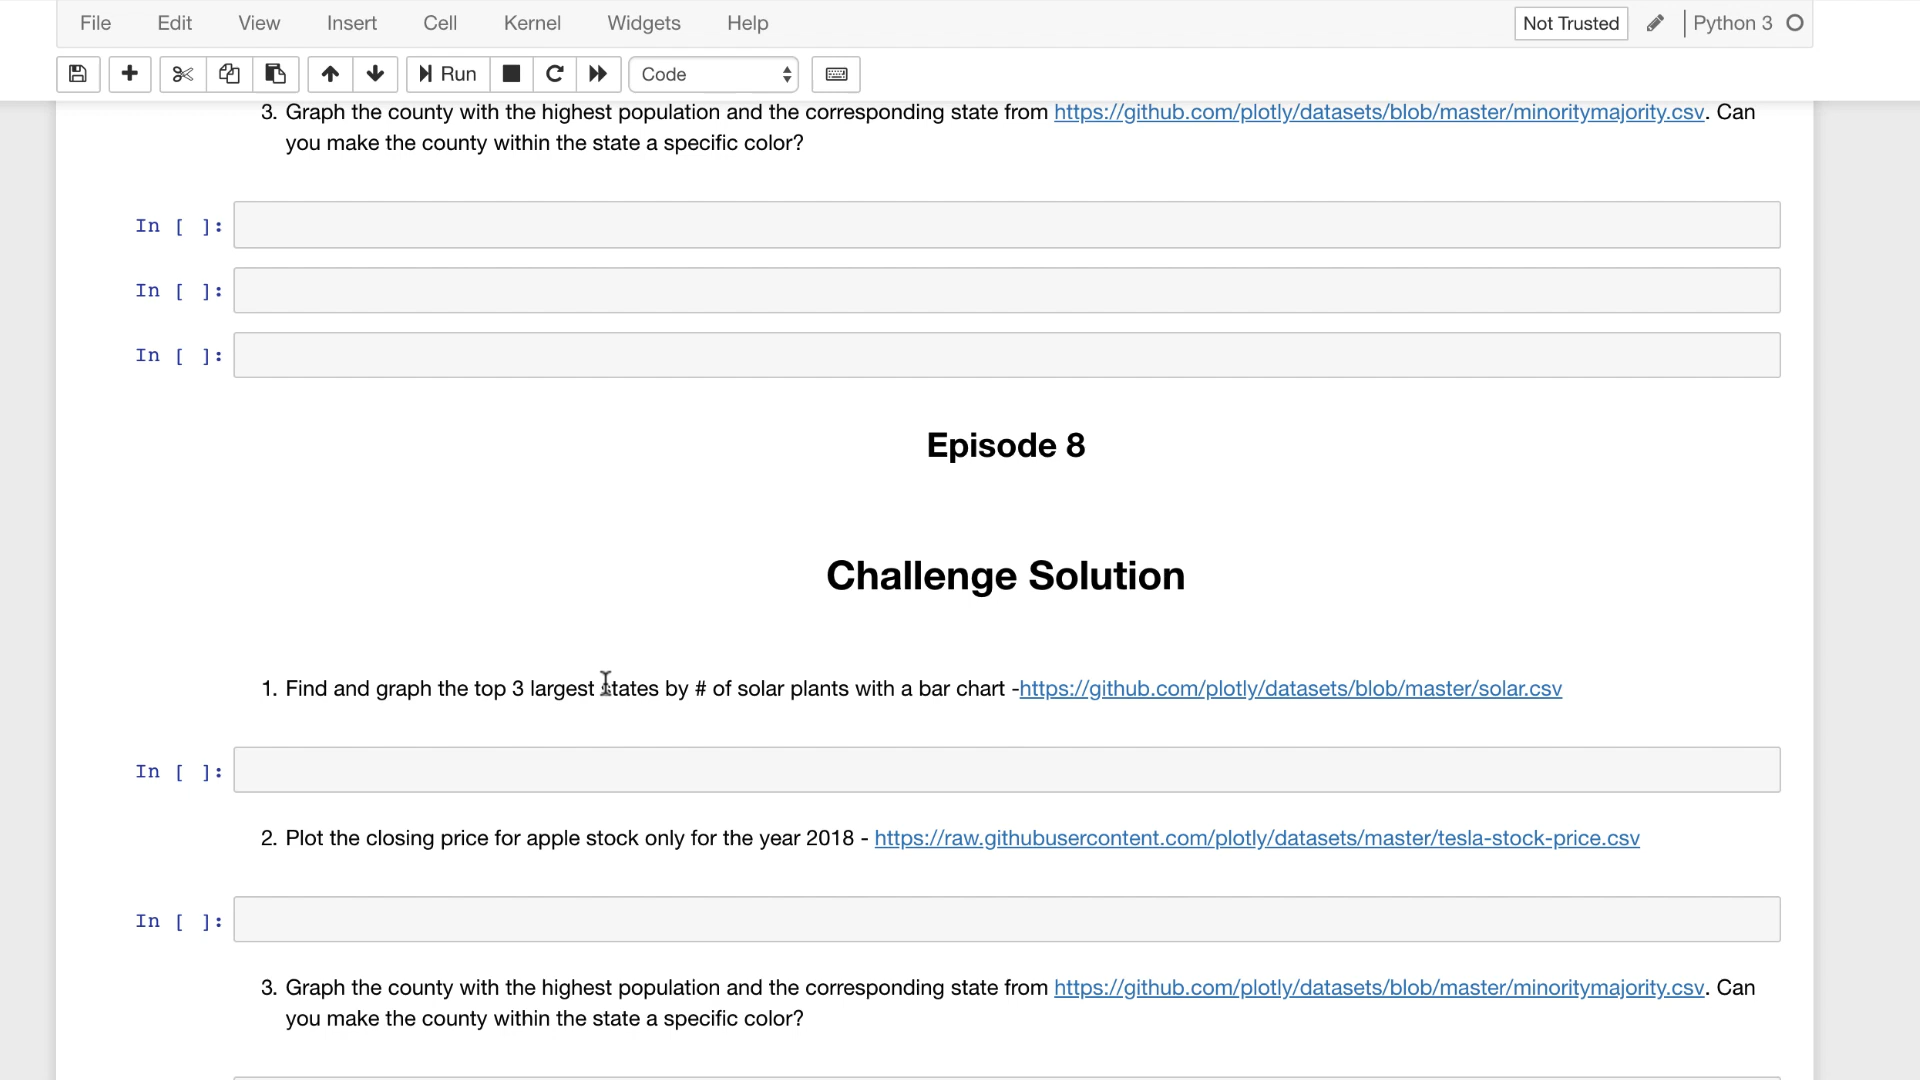 File Edit View Insert Cell Kernel Widgets Help Not Trusted Python 3
Run Code
3. Graph the county with the highest population and the corresponding state from https://github.com/plotly/datasets/blob/master/minoritymajority.csv. Can
you make the county within the state a specific color?
In [ ]:
In [ ]:
In [ ]:
Episode 8
Challenge Solution
1. Find and graph the top 3 largest states by # of solar plants with a bar chart -https://github.com/plotly/datasets/blob/master/solar.csv
In [ ]:
2. Plot the closing price for apple stock only for the year 2018 - https://raw.githubusercontent.com/plotly/datasets/master/tesla-stock-price.csv
In [ ]:
3. Graph the county with the highest population and the corresponding state from https://github.com/plotly/datasets/blob/master/minoritymajority.csv. Can
you make the county within the state a specific color?